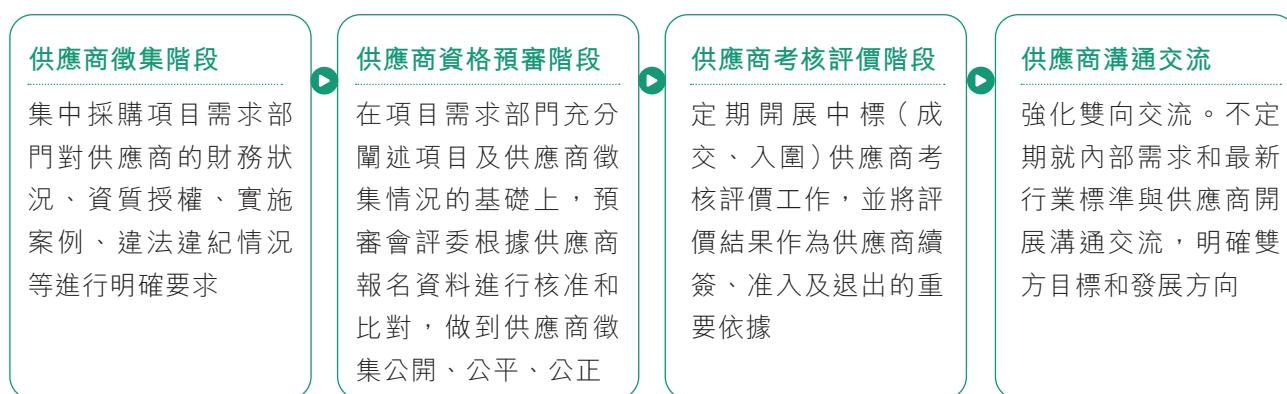 供應商徵集階段
集中採購項目需求部
門對供應商的財務狀
況、資質授權、實施
案例、違法違紀情況
等進行明確要求
供應商資格預審階段
在項目需求部門充分
闡述項目及供應商徵
集情況的基礎上，預
審會評委根據供應商
報名資料進行核准和
比對，做到供應商徵
集公開、公平、公正
供應商考核評價階段
定期開展中標（成
交、入圍）供應商考
核評價工作，並將評
價結果作為供應商續
簽、准入及退出的重
要依據
供應商溝通交流
強化雙向交流。不定
期就內部需求和最新
行業標準與供應商開
展溝通交流，明確雙
方目標和發展方向